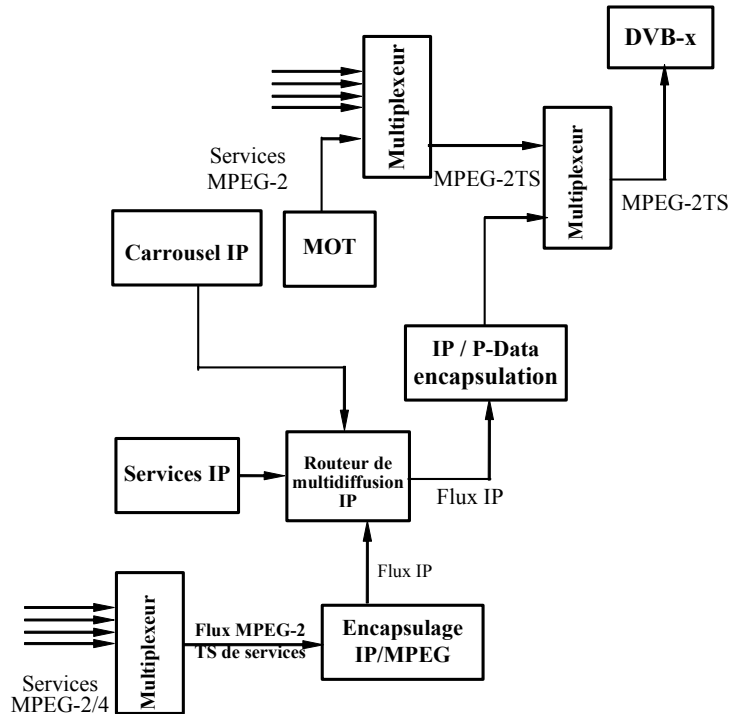 DVB-x
Multiplexeur
Services
MPEG-2
MPEG-2TS
Multiplexeur
MPEG-2TS
Carrousel IP
MOT
IP / P-Data
encapsulation
Services IP
Routeur de
multidiffusion
IP
Flux IP
Flux IP
Multiplexeur
Flux MPEG-2
TS de services
Encapsulage
IP/MPEG
Services
MPEG-2/4